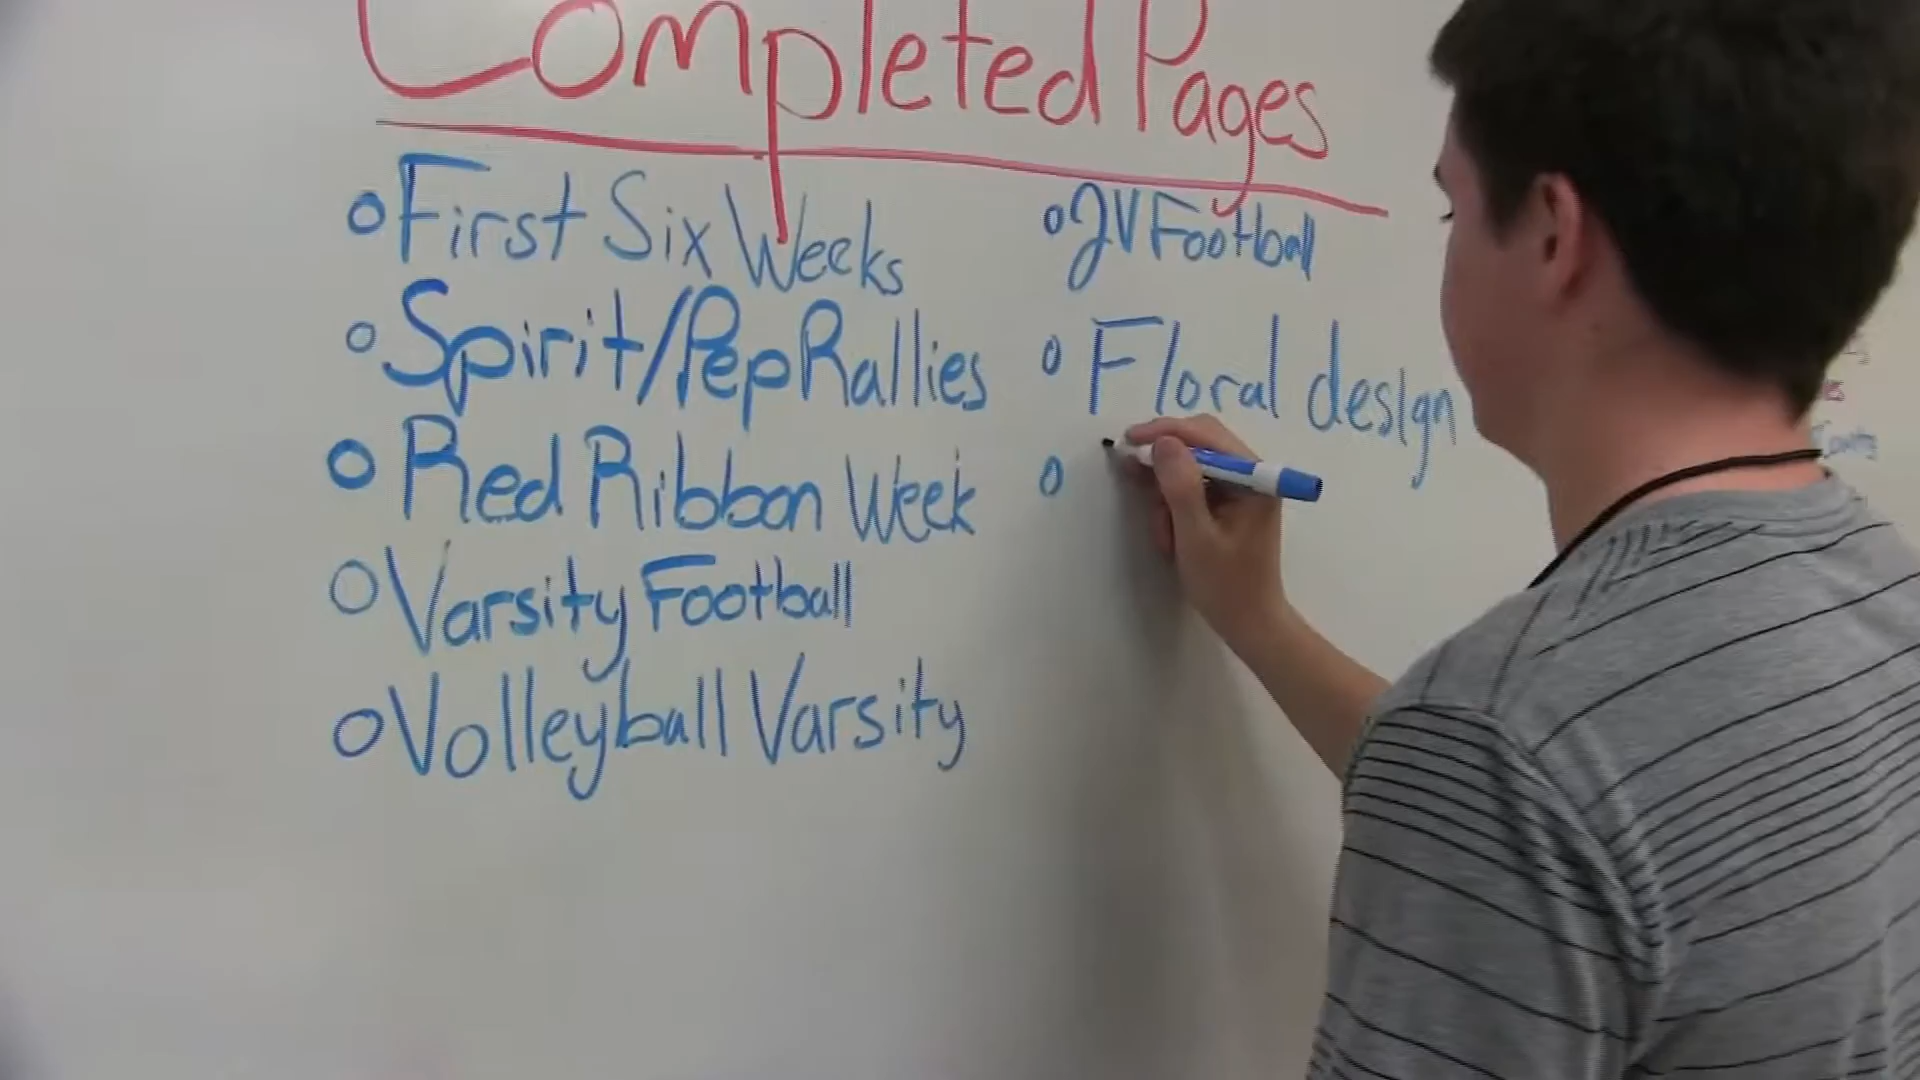 Completed Pages
First Six Weeks
Spirit/Pep Rallies
Red Ribbon Week
Varsity Football
Volleyball Varsity
JV Football
Floral design